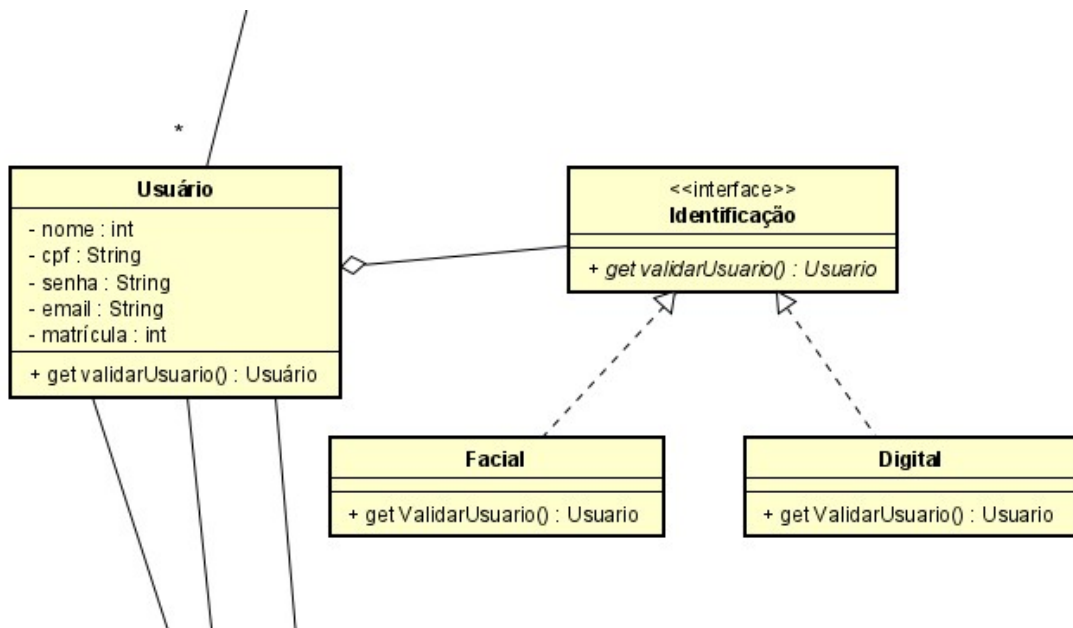 *
Usuário
- nome : int
- cpf : String
- senha : String
- email : String
- matrícula : int
+ get validarUsuario() : Usuário
<<interface>>
Identificação
+ get validarUsuario() : Usuario
Facial
+ get ValidarUsuario() : Usuario
Digital
+ get ValidarUsuario() : Usuario